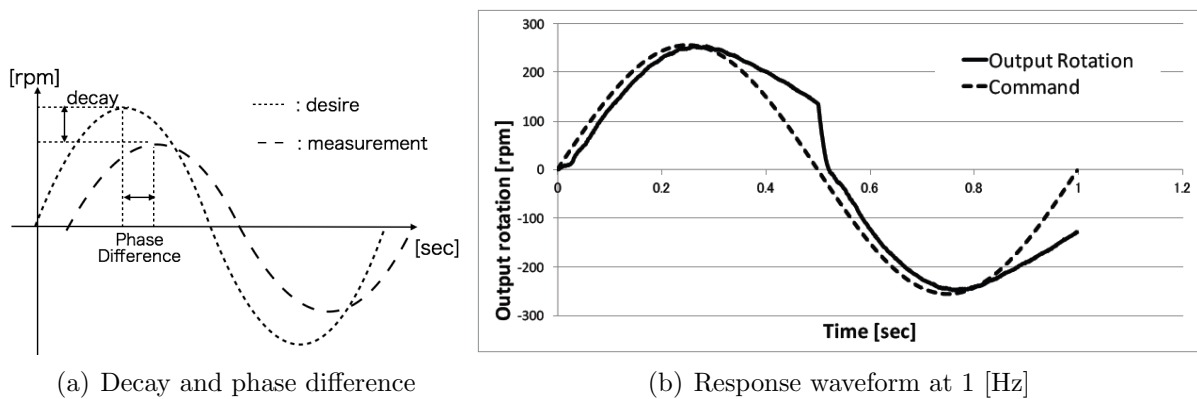 [rpm]
decay
: desire
: measurement
Phase
Difference
[sec]
(a) Decay and phase difference
300
200
100
0
-100
-200
-300
0
0.2
0.4
0.6
0.8
1
1.2
Output rotation [rpm]
Time [sec]
Output Rotation
Command
(b) Response waveform at 1 [Hz]